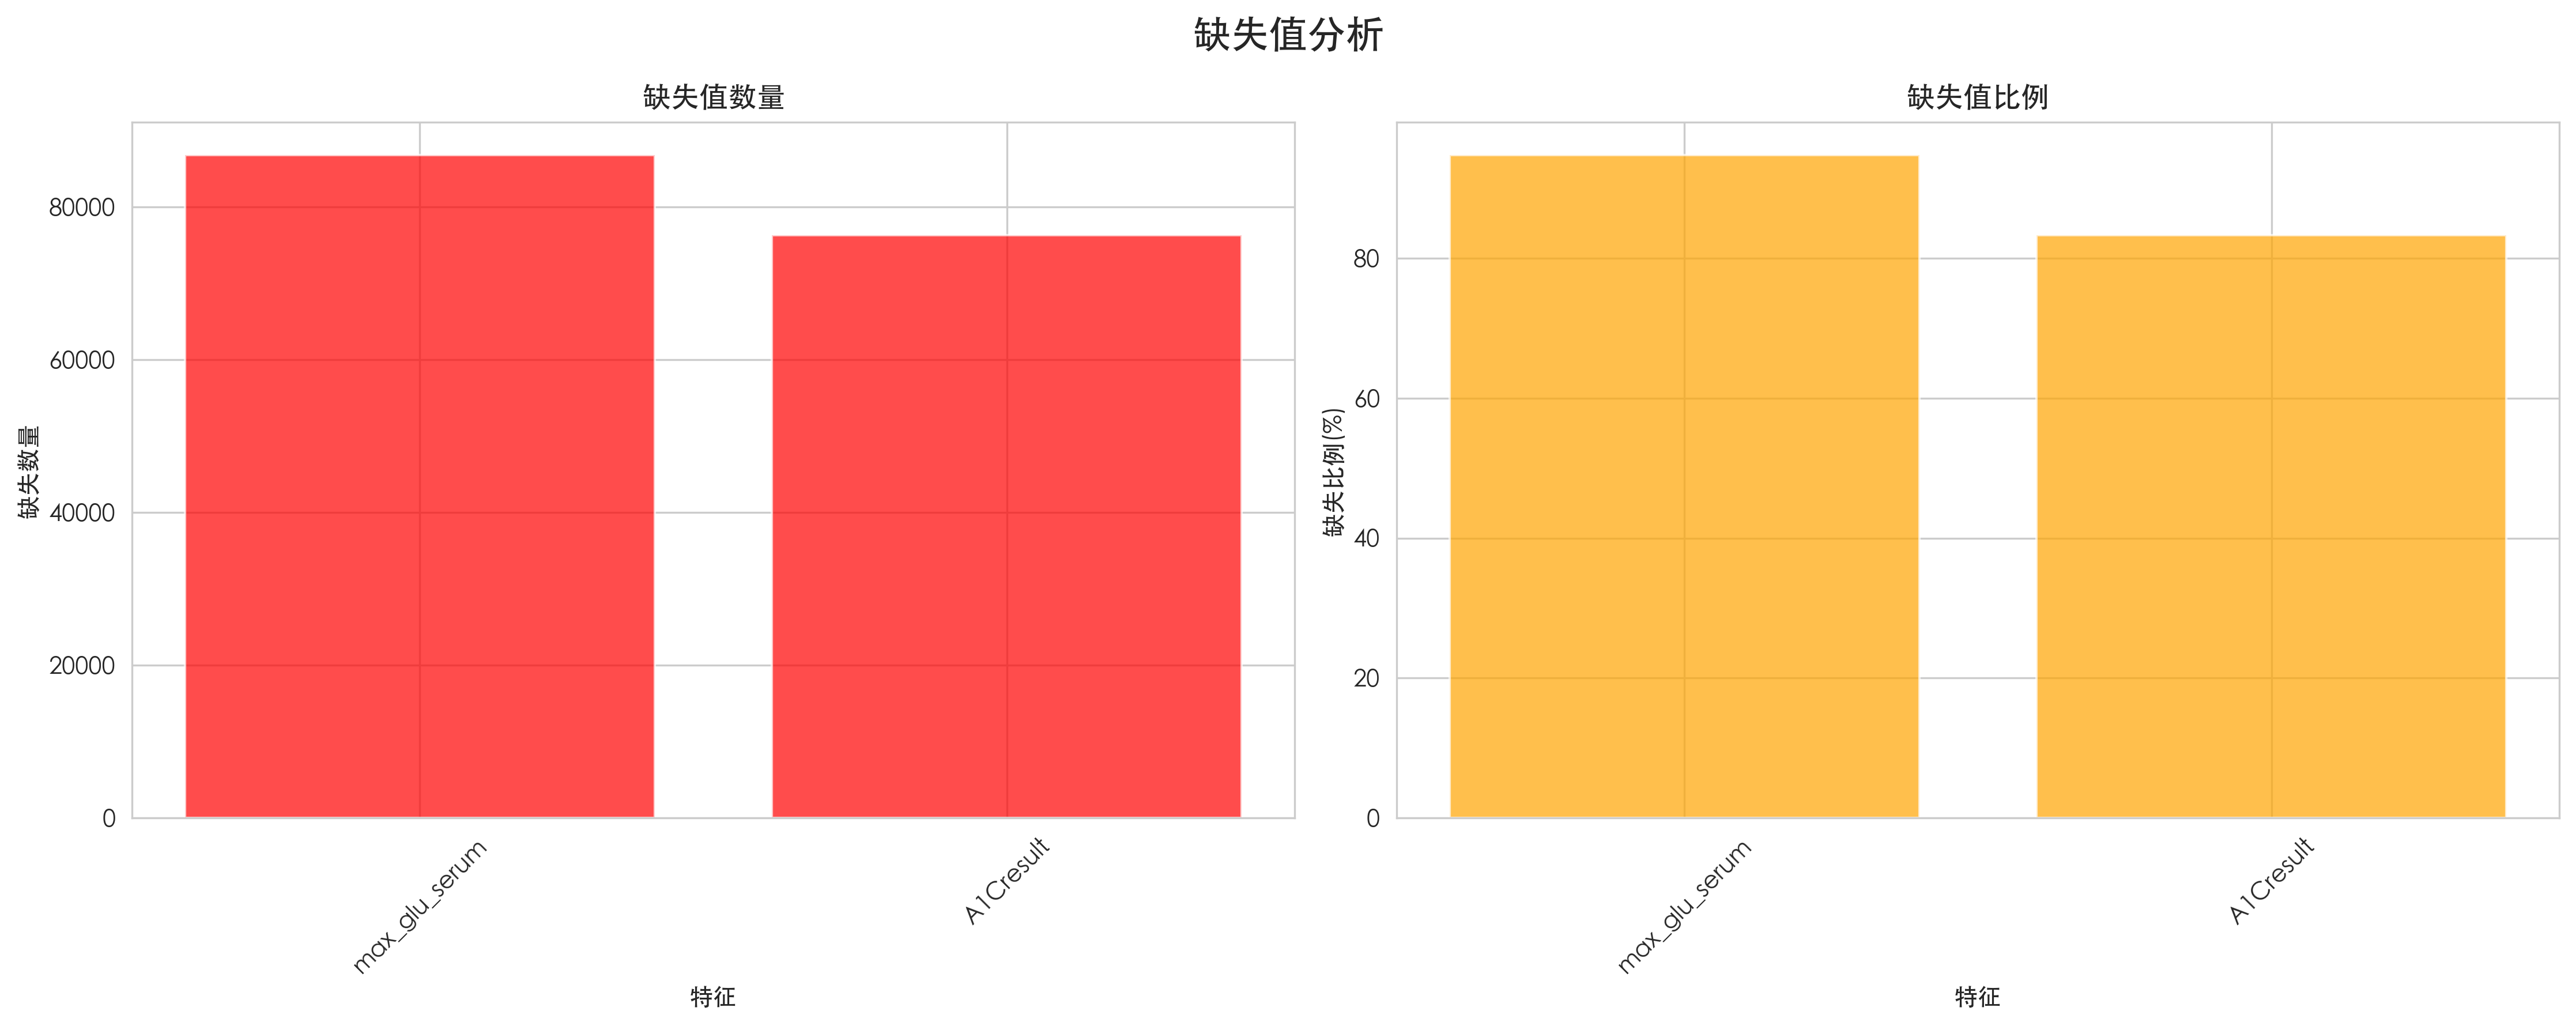 缺失值分析
缺失值数量
缺失数量
80000
60000
40000
20000
0
max_glu_serum
A1Cresult
特征
缺失值比例
缺失比例(%)
80
60
40
20
0
max_glu_serum
A1Cresult
特征